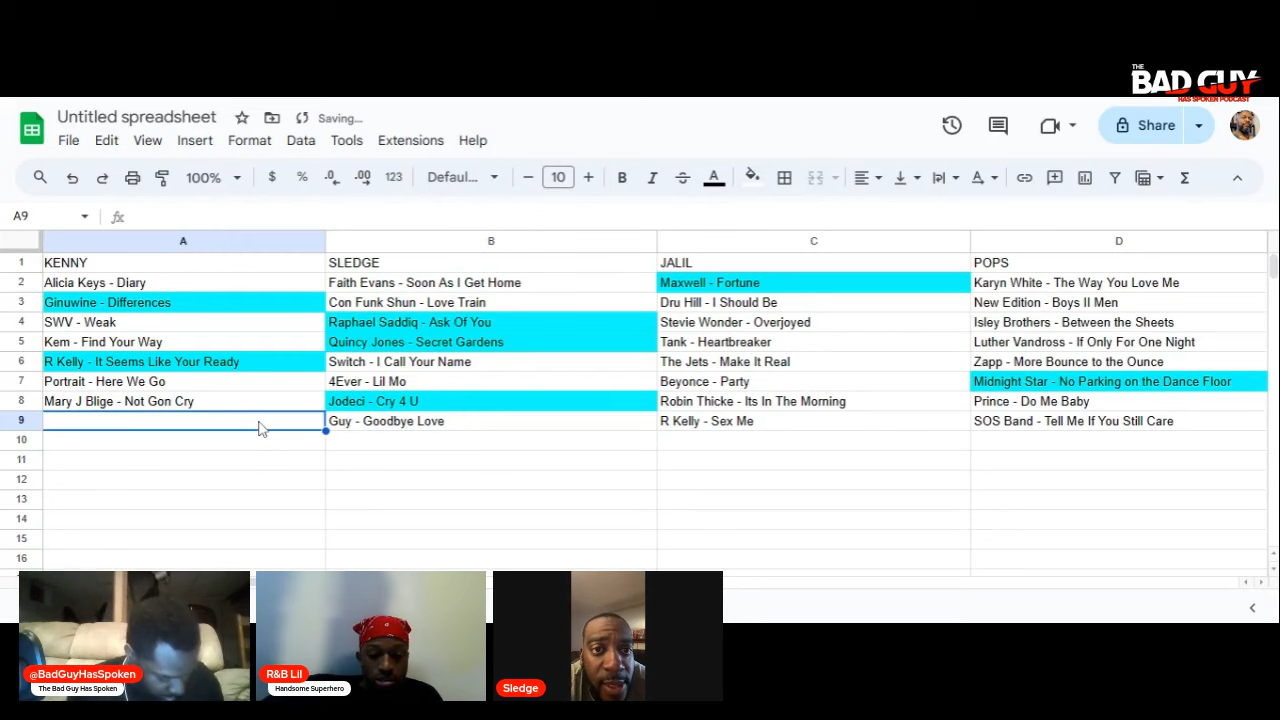 THE
BAD GUY
HAS SPOKEN PODCAST
Untitled spreadsheet Saving...
File Edit View Insert Format Data Tools Extensions Help
Share
100% $ % .0 .00 123 Defaul... 10 B I A A Σ
A9 fx
A B C D
1 KENNY SLEDGE JALIL POPS
2 Alicia Keys - Diary Faith Evans - Soon As I Get Home Maxwell - Fortune Karyn White - The Way You Love Me
3 Ginuwine - Differences Con Funk Shun - Love Train Dru Hill - I Should Be New Edition - Boys II Men
4 SWV - Weak Raphael Saddiq - Ask Of You Stevie Wonder - Overjoyed Isley Brothers - Between the Sheets
5 Kem - Find Your Way Quincy Jones - Secret Gardens Tank - Heartbreaker Luther Vandross - If Only For One Night
6 R Kelly - It Seems Like Your Ready Switch - I Call Your Name The Jets - Make It Real Zapp - More Bounce to the Ounce
7 Portrait - Here We Go 4Ever - Lil Mo Beyonce - Party Midnight Star - No Parking on the Dance Floor
8 Mary J Blige - Not Gon Cry Jodeci - Cry 4 U Robin Thicke - Its In The Morning Prince - Do Me Baby
9 Guy - Goodbye Love R Kelly - Sex Me SOS Band - Tell Me If You Still Care
10
11
12
13
14
15
16
@BadGuyHasSpoken
The Bad Guy Has Spoken
R&B Lil
Handsome Superhero
Sledge